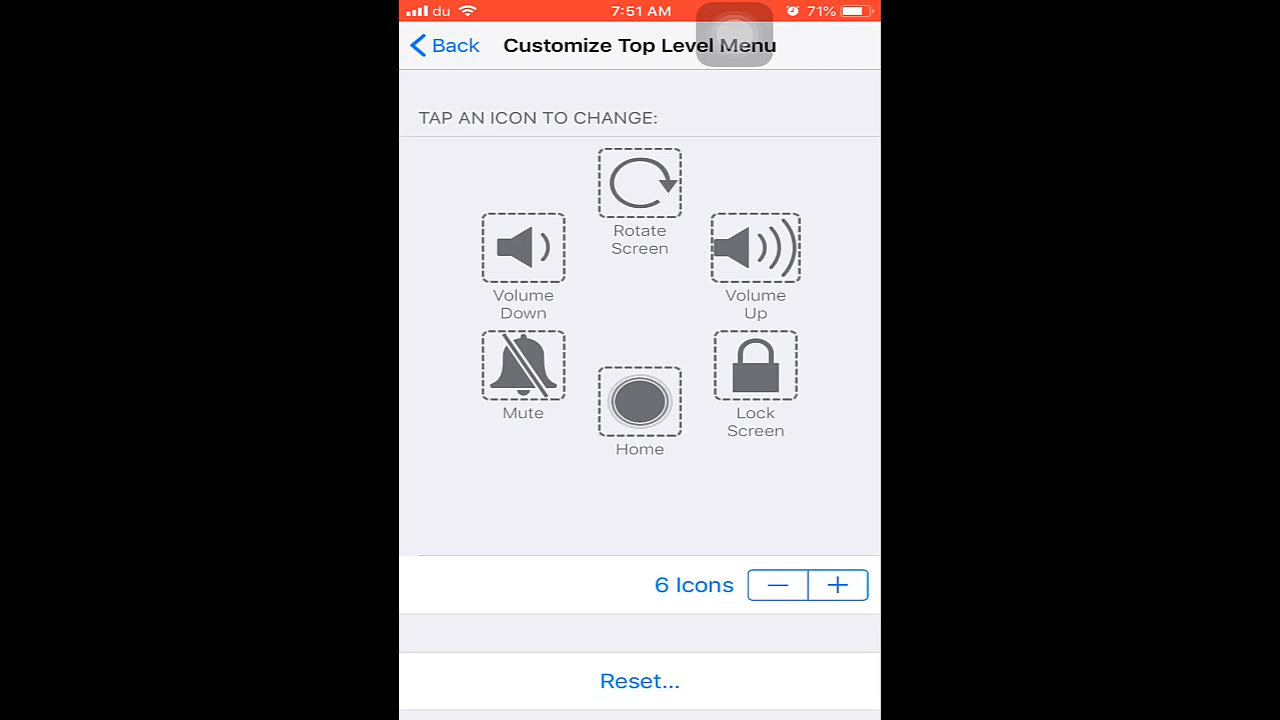 du 7:51 AM 71%
Back Customize Top Level Menu
TAP AN ICON TO CHANGE:
Rotate
Screen
Volume
Down
Volume
Up
Mute
Home
Lock
Screen
6 Icons
Reset...